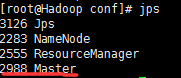 [root@Hadoop conf]# jps
3126 Jps
2283 NameNode
2555 ResourceManager
2988 Master